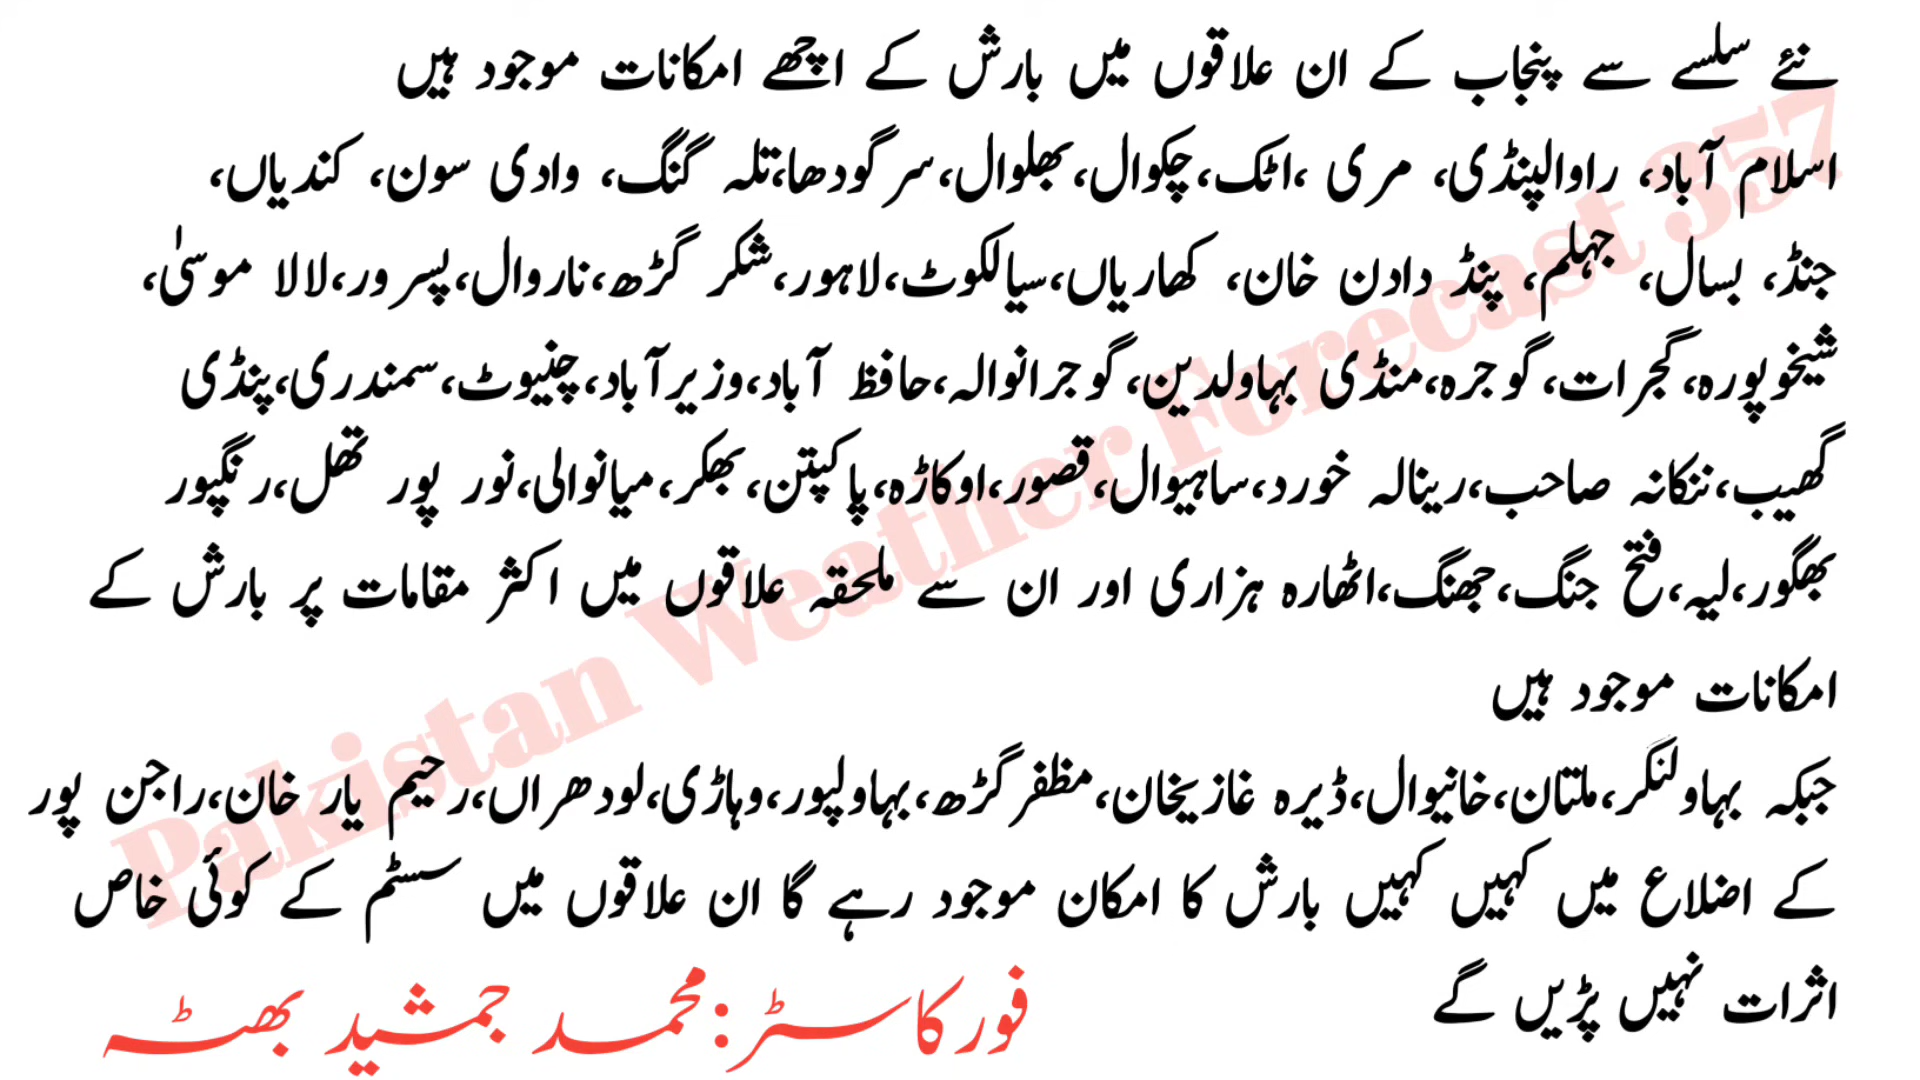 نئے سلسے سے پنجاب کے ان علاقوں میں بارش کے اچھے امکانات موجود ہیں
اسلام آباد، راوالپنڈی، مری ،اٹک،چکوال،بھلوال،سرگودھا،تلہ گنگ، وادی سون، کندیاں،
جنڈ، بسال، جہلم، پنڈ دادن خان، کھاریاں،سیالکوٹ،لاہور،شکر گڑھ،ناروال،پسرور،لالا موسیٰ،
شیخوپورہ،گجرات،گوجرہ،منڈی بہاولدین،گوجرانوالہ،حافظ آباد،وزیرآباد،چنیوٹ،سمندری،پنڈی
گھیب،ننکانہ صاحب،رینالہ خورد،ساہیوال،قصور،اوکاڑہ،پاکپتن،بھکر،میانوالی،نور پور تھل،رنگپور
بھگور،لیہ،فتح جنگ،جھنگ،اٹھارہ ہزاری اور ان سے ملحقہ علاقوں میں اکثر مقامات پر بارش کے
امکانات موجود ہیں
جبکہ بہاولنگر،ملتان،خانیوال،ڈیرہ غازیخان،مظفرگڑھ،بہاولپور،وہاڑی،لودھراں،رحیم یار خان،راجن پور
کے اضلاع میں کہیں کہیں بارش کا امکان موجود رہے گا ان علاقوں میں سسٹم کے کوئی خاص
اثرات نہیں پڑیں گے
فورکاسٹر:محمد جمشید بھٹہ
Pakistan Weather Forecast 357